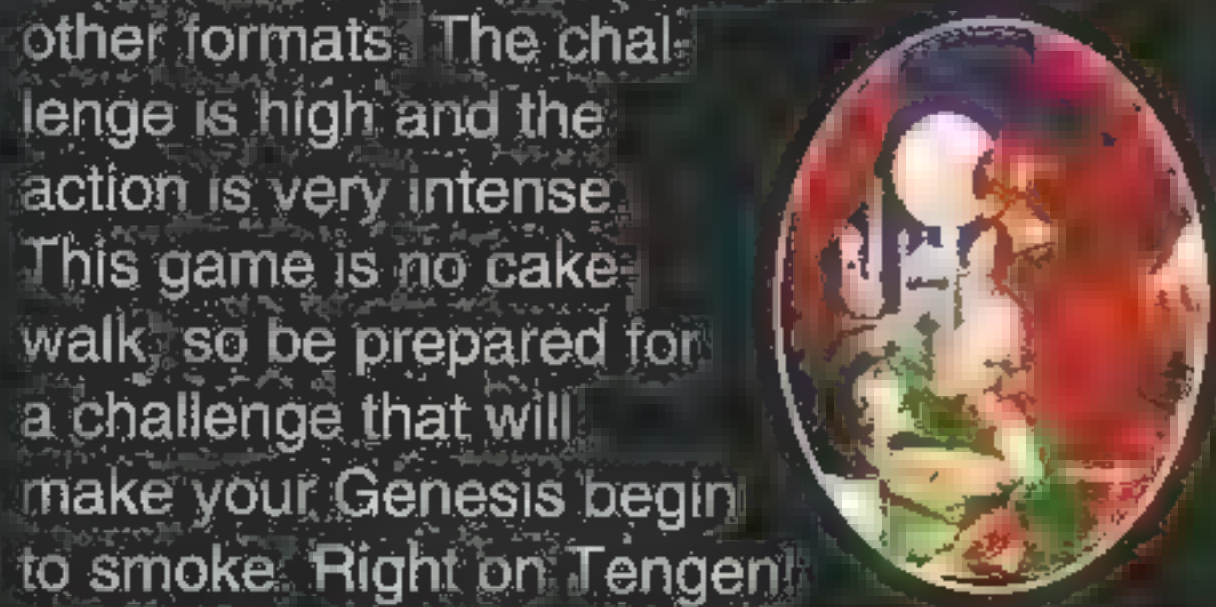 other formats. The chal-
lenge is high and the
action is very intense.
This game is no cake-
walk, so be prepared for
a challenge that will
make your Genesis begin
to smoke. Right on Tengen!